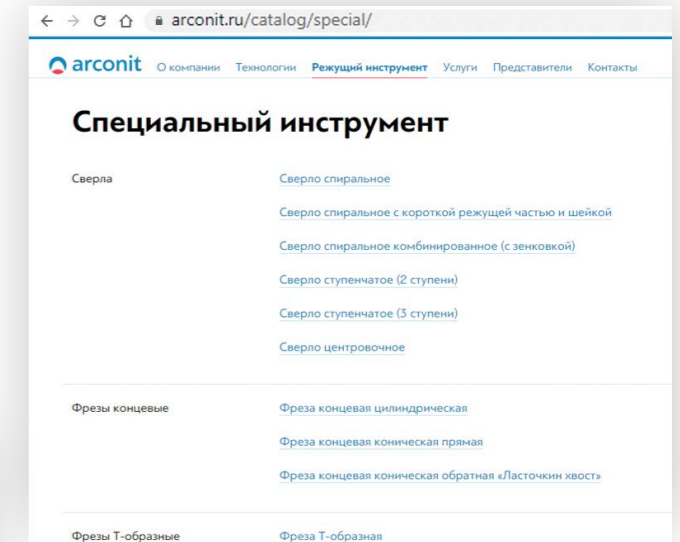 arconit.ru/catalog/special/
arconit О компании Технологии Режущий инструмент Услуги Представители Контакты
Специальный инструмент
Сверла Сверло спиральное
Сверло спиральное с короткой режущей частью и шейкой
Сверло спиральное комбинированное (с зенковкой)
Сверло ступенчатое (2 ступени)
Сверло ступенчатое (3 ступени)
Сверло центровочное
Фрезы концевые Фреза концевая цилиндрическая
Фреза концевая коническая прямая
Фреза концевая коническая обратная «Ласточкин хвост»
Фрезы Т-образные Фреза Т-образная